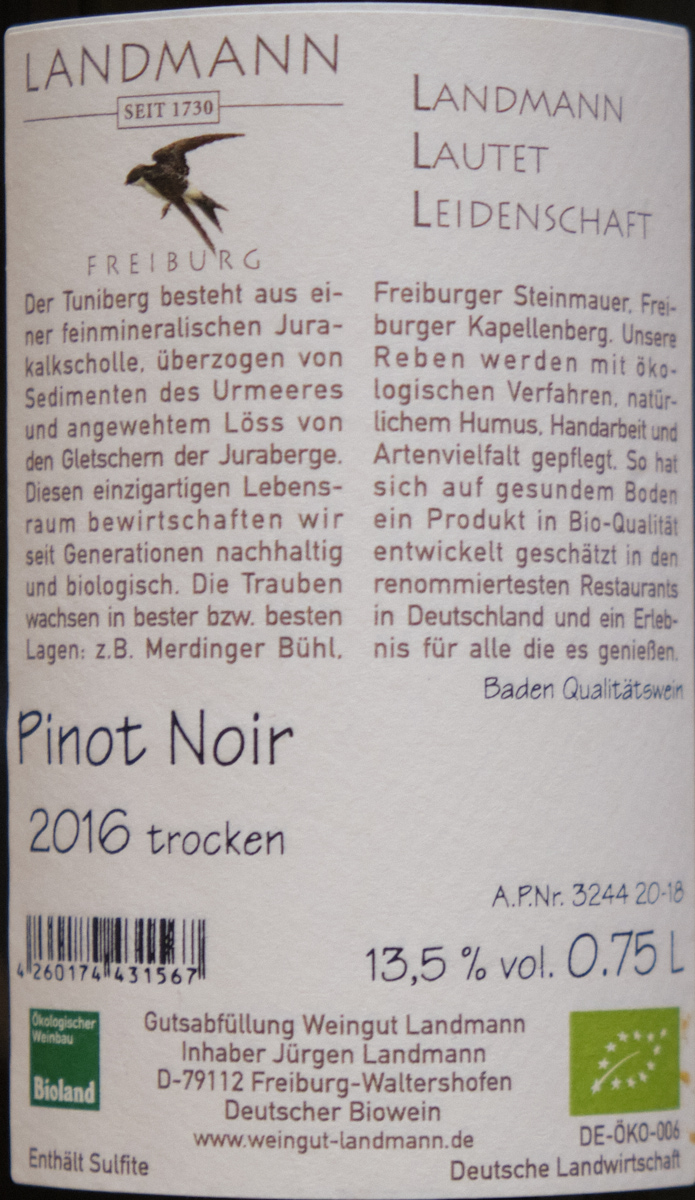 LANDMANN
SEIT 1730
FREIBURG
LANDMANN
LAUTET
LEIDENSCHAFT
Der Tuniberg besteht aus ei-
ner feinmineralischen Jura-
kalkscholle, überzogen von
Sedimenten des Urmeeres
und angewehtem Löss von
den Gletschern der Juraberge.
Diesen einzigartigen Lebens-
raum bewirtschaften wir
seit Generationen nachhaltig
und biologisch. Die Trauben
wachsen in bester bzw. besten
Lagen: z.B. Merdinger Bühl,
Freiburger Steinmauer, Frei-
burger Kapellenberg. Unsere
Reben werden mit öko-
logischen Verfahren, natür-
lichem Humus, Handarbeit und
Artenvielfalt gepflegt. So hat
sich auf gesundem Boden
ein Produkt in Bio-Qualität
entwickelt geschätzt in den
renommiertesten Restaurants
in Deutschland und ein Erleb-
nis für alle die es genießen.
Baden Qualitätswein
Pinot Noir
2016 trocken
A.P.Nr. 3244 20-18
13,5 % vol. 0.75 L
4 260174 431567
Ökologischer
Weinbau
Bioland
Gutsabfüllung Weingut Landmann
Inhaber Jürgen Landmann
D-79112 Freiburg-Waltershofen
Deutscher Biowein
www.weingut-landmann.de
Enthält Sulfite
DE-ÖKO-006
Deutsche Landwirtschaft